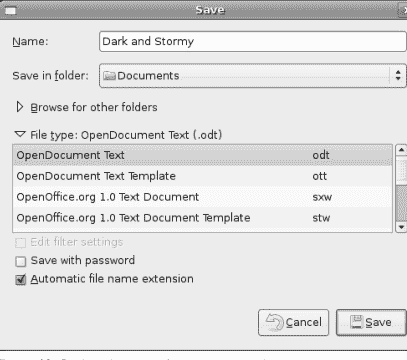 Save
Name: Dark and Stormy
Save in folder: Documents
Browse for other folders
File type: OpenDocument Text (.odt)
OpenDocument Text odt
OpenDocument Text Template ott
OpenOffice.org 1.0 Text Document sxw
OpenOffice.org 1.0 Text Document Template stw
Edit filter settings
Save with password
Automatic file name extension
Cancel Save